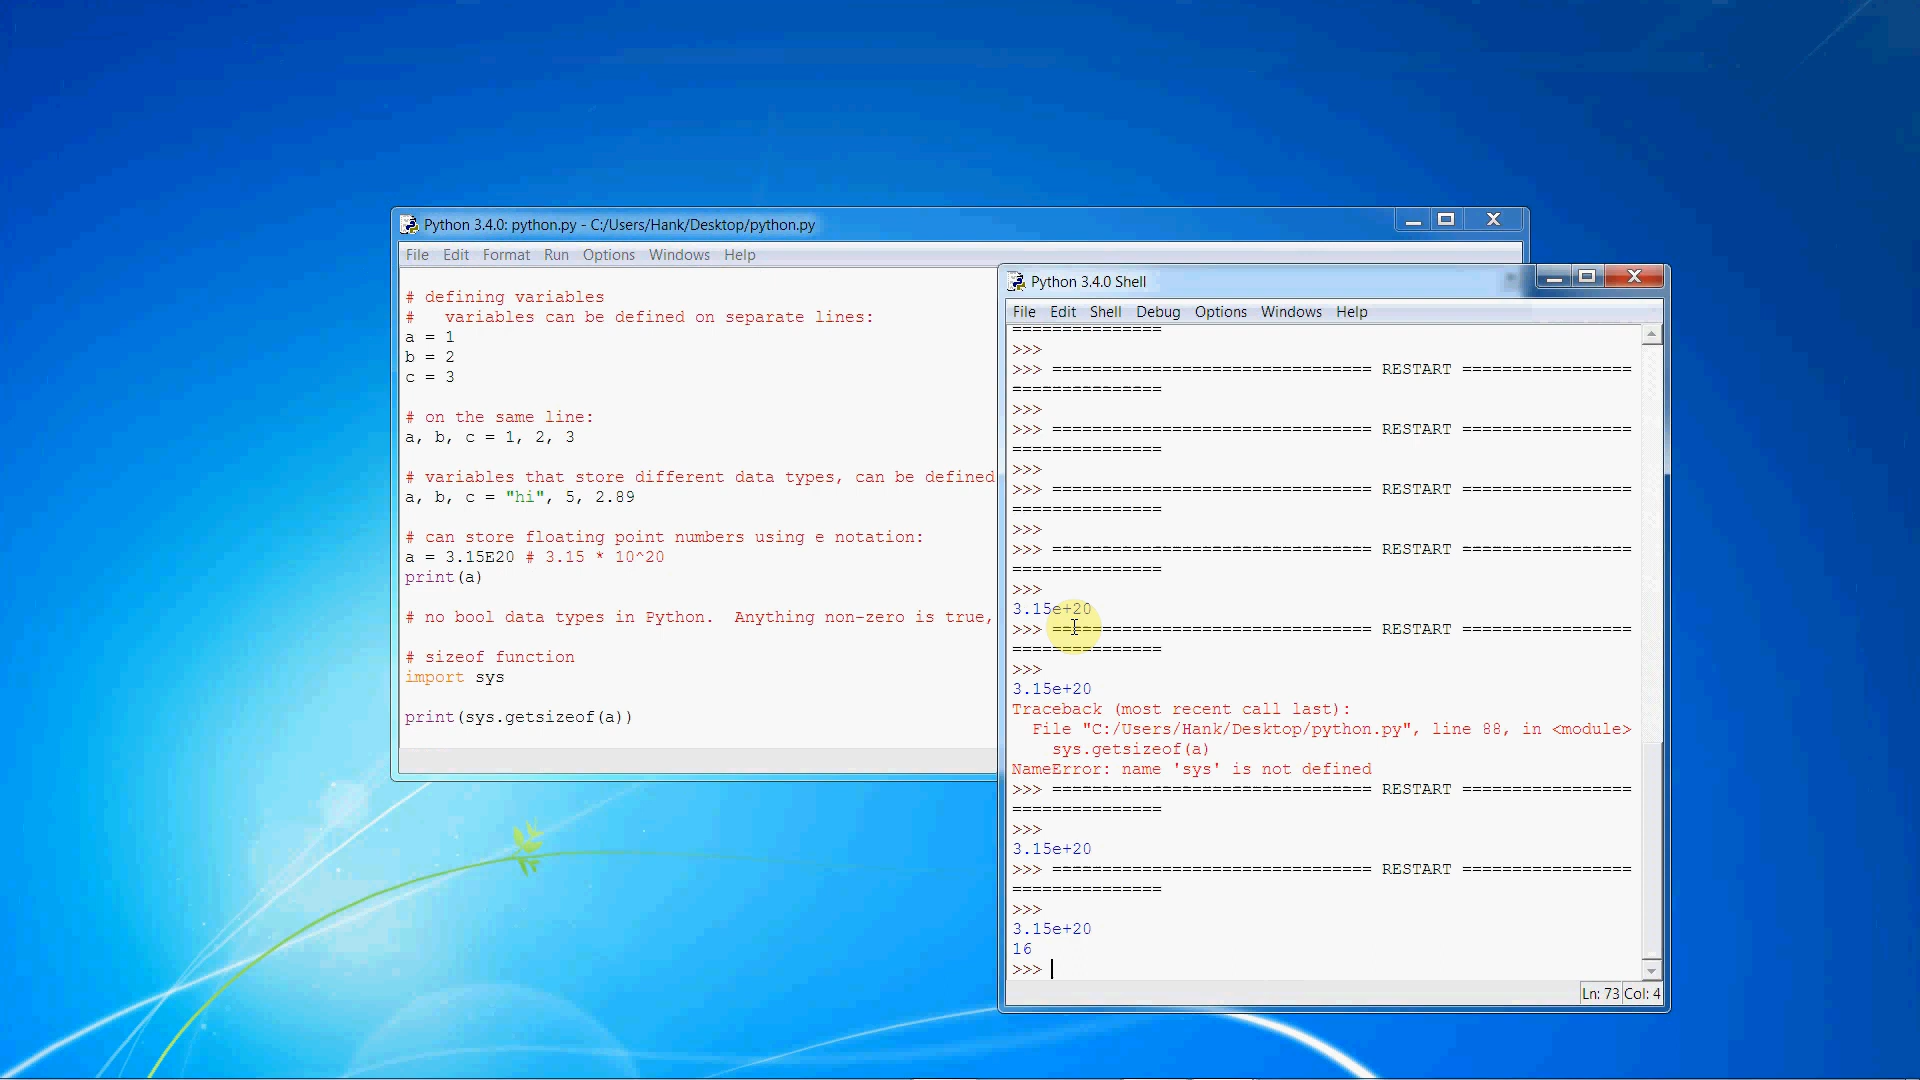 Python 3.4.0: python.py - C:/Users/Hank/Desktop/python.py
File Edit Format Run Options Windows Help
# defining variables
#   variables can be defined on separate lines:
a = 1
b = 2
c = 3
# on the same line:
a, b, c = 1, 2, 3
# variables that store different data types, can be defined
a, b, c = "hi", 5, 2.89
# can store floating point numbers using e notation:
a = 3.15E20 # 3.15 * 10^20
print(a)
# no bool data types in Python.  Anything non-zero is true,
# sizeof function
import sys
print(sys.getsizeof(a))
Python 3.4.0 Shell
File Edit Shell Debug Options Windows Help
===============
>>>
>>> ================================ RESTART =================
===============
>>>
>>> ================================ RESTART =================
===============
>>>
>>> ================================ RESTART =================
===============
>>>
>>> ================================ RESTART =================
===============
>>>
3.15e+20
>>> ================================ RESTART =================
===============
>>>
3.15e+20
Traceback (most recent call last):
  File "C:/Users/Hank/Desktop/python.py", line 88, in <module>
    sys.getsizeof(a)
NameError: name 'sys' is not defined
>>> ================================ RESTART =================
===============
>>>
3.15e+20
>>> ================================ RESTART =================
===============
>>>
3.15e+20
16
>>>
Ln: 73 Col: 4